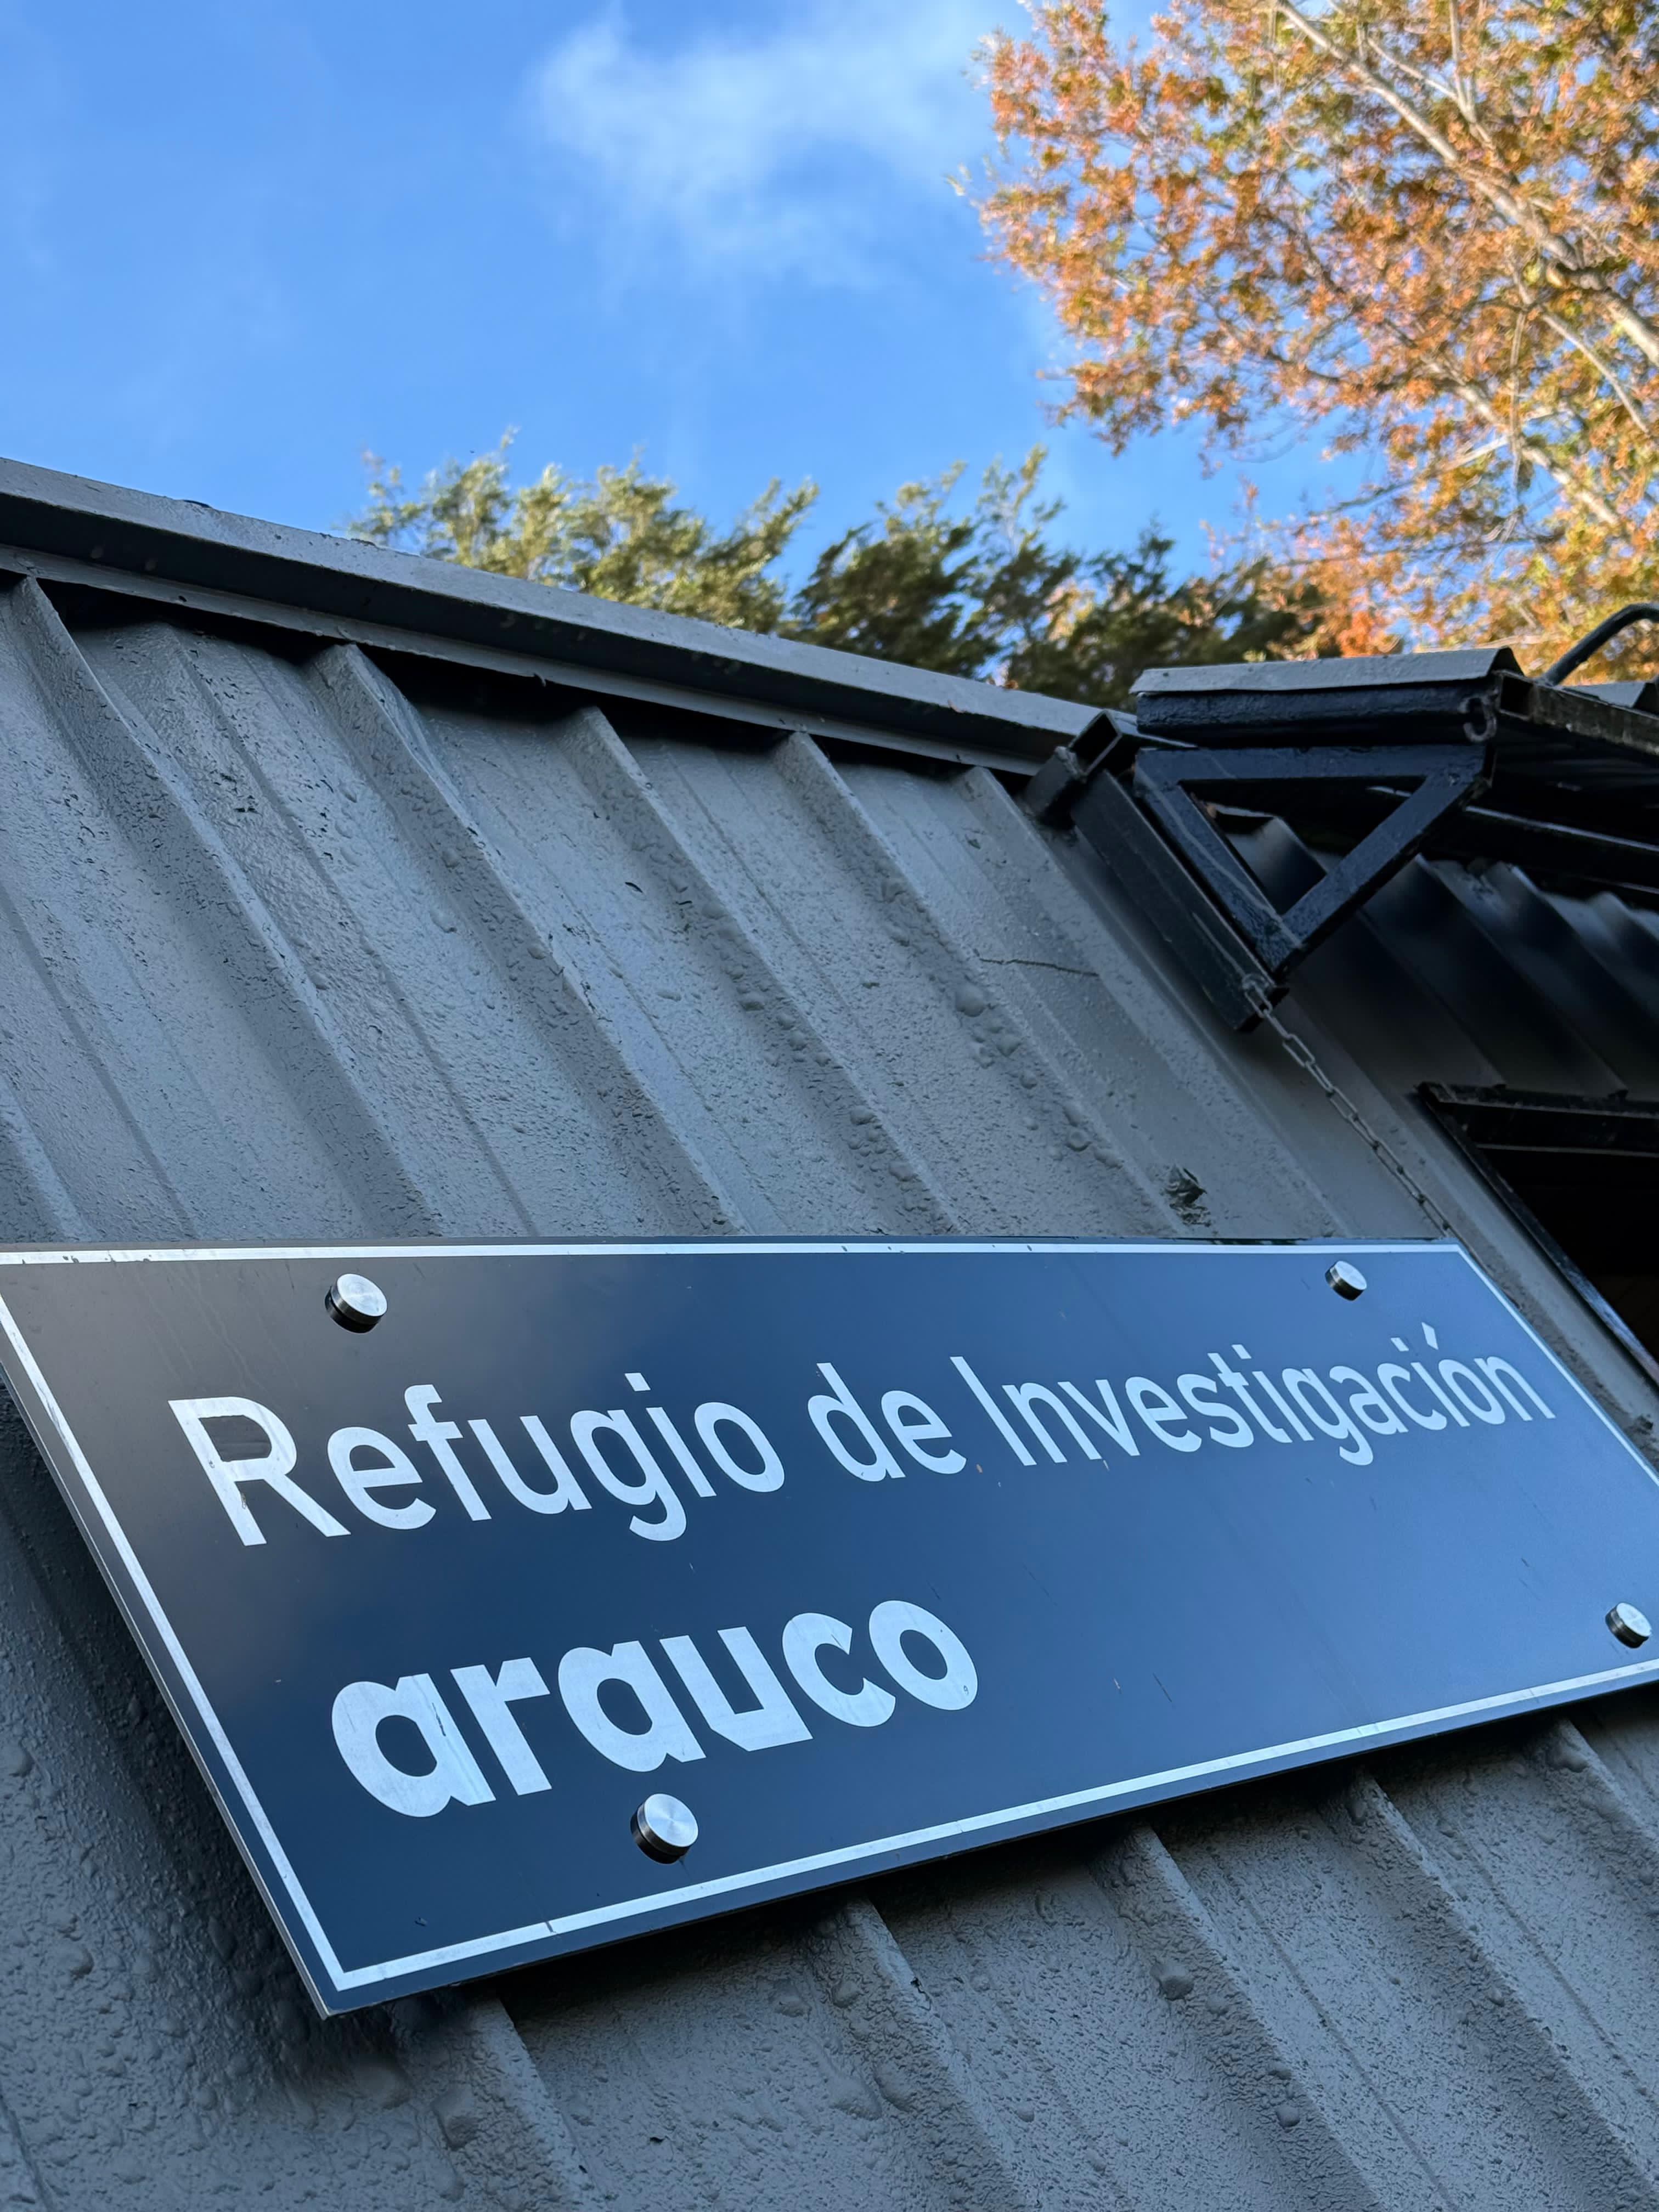 Refugio de Investigación
arauco